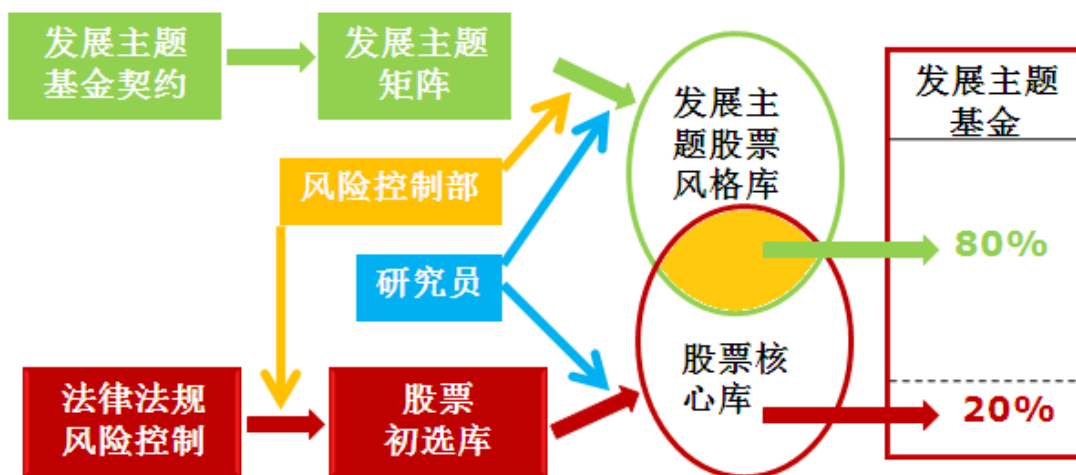 发展主题
基金契约
发展主题
矩阵
发展主
题股票
风格库
发展主题
基金
风险控制部
80%
研究员
股票核
心库
法律法规
风险控制
股票
初选库
20%